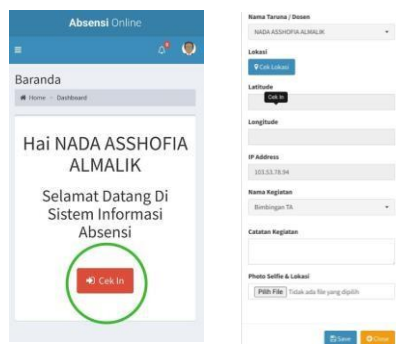 Absensi Online
Baranda
Home - Dashboard
Hai NADA ASSHOFIA
ALMALIK
Selamat Datang Di
Sistem Informasi
Absensi
Cek In
Nama Taruna / Dosen
NADA ASSHOFIA ALMALIK
Lokasi
Cek Lokasi
Latitude
Cek In
Longitude
IP Address
103.53.78.94
Nama Kegiatan
Bimbingan TA
Catatan Kegiatan
Photo Selfie & Lokasi
Pilih File Tidak ada file yang dipilih
Save Close